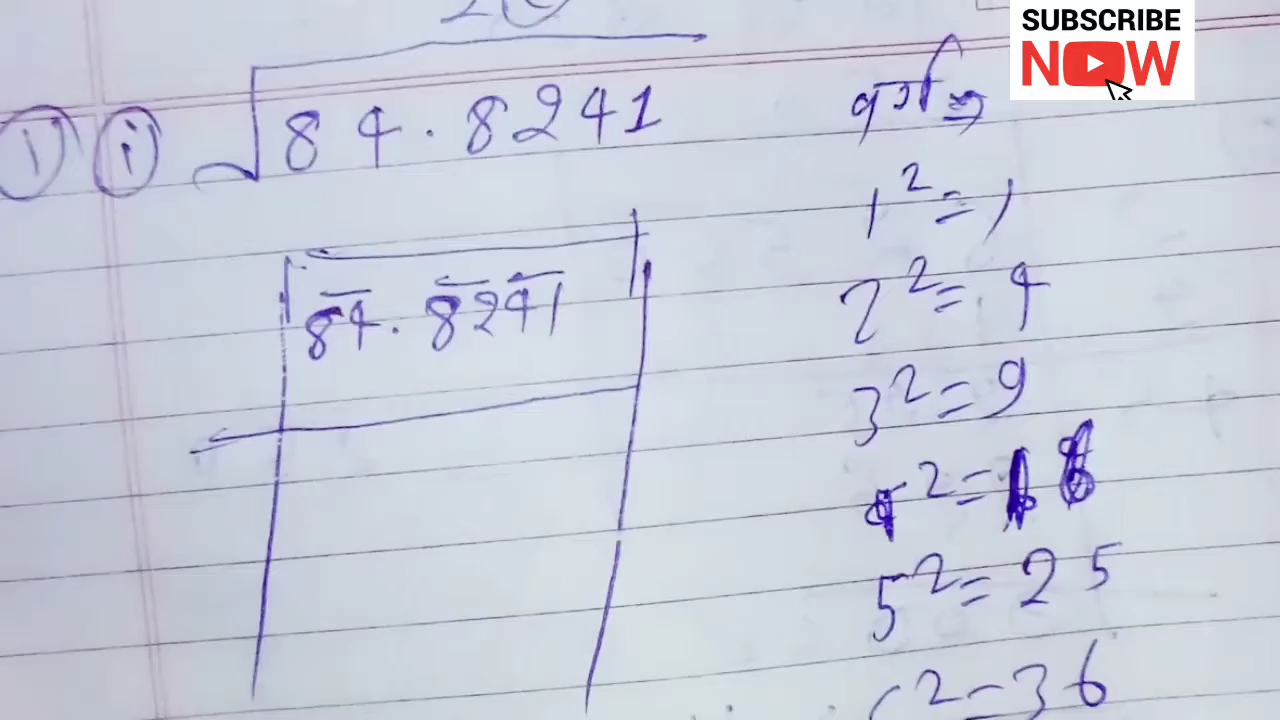 SUBSCRIBE
NOW
① ⓘ √84.8241
84.8241
1² = 1
2² = 4
3² = 9
4² = 16
5² = 25
6² = 36